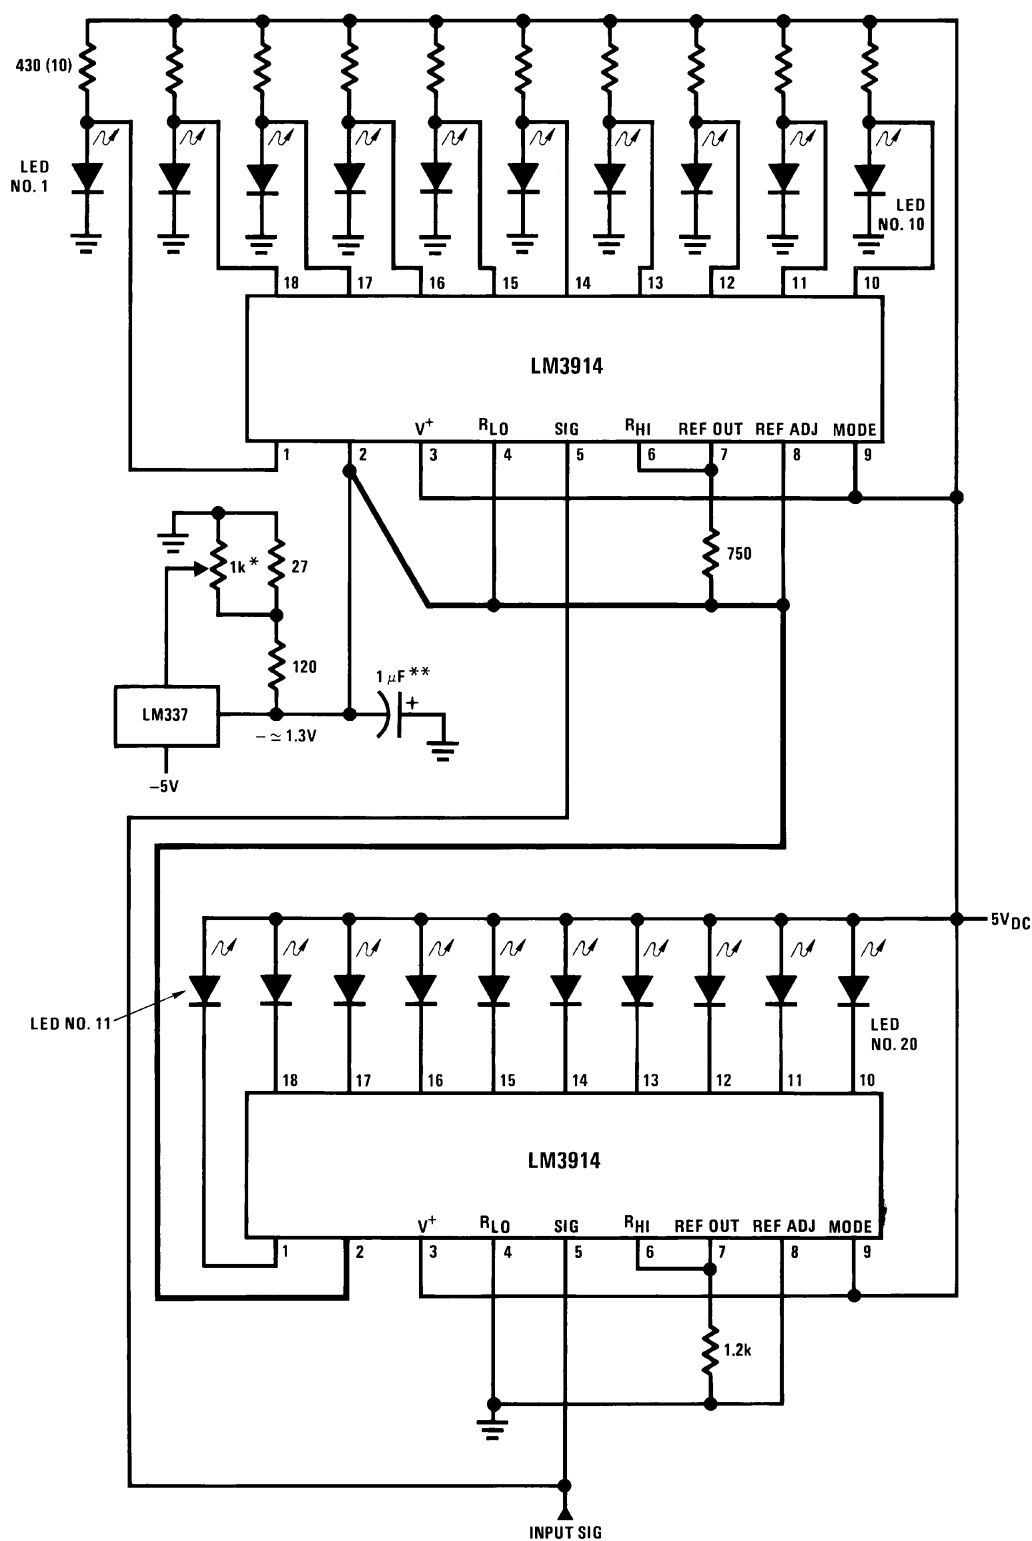 430 (10)
LED
NO. 1
LED
NO. 10
18 17 16 15 14 13 12 11 10
LM3914
V+ RLO SIG RHI REF OUT REF ADJ MODE
1 2 3 4 5 6 7 8 9
1k* 27
750
120
1 μF**
+
LM337
− ≃ 1.3V
−5V
5VDC
LED NO. 11
LED
NO. 20
18 17 16 15 14 13 12 11 10
LM3914
V+ RLO SIG RHI REF OUT REF ADJ MODE
1 2 3 4 5 6 7 8 9
1.2k
INPUT SIG